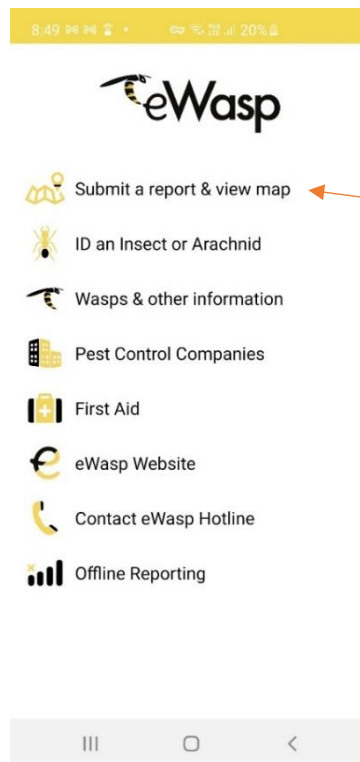 8:49 20%
eWasp
Submit a report & view map
ID an Insect or Arachnid
Wasps & other information
Pest Control Companies
First Aid
eWasp Website
Contact eWasp Hotline
Offline Reporting